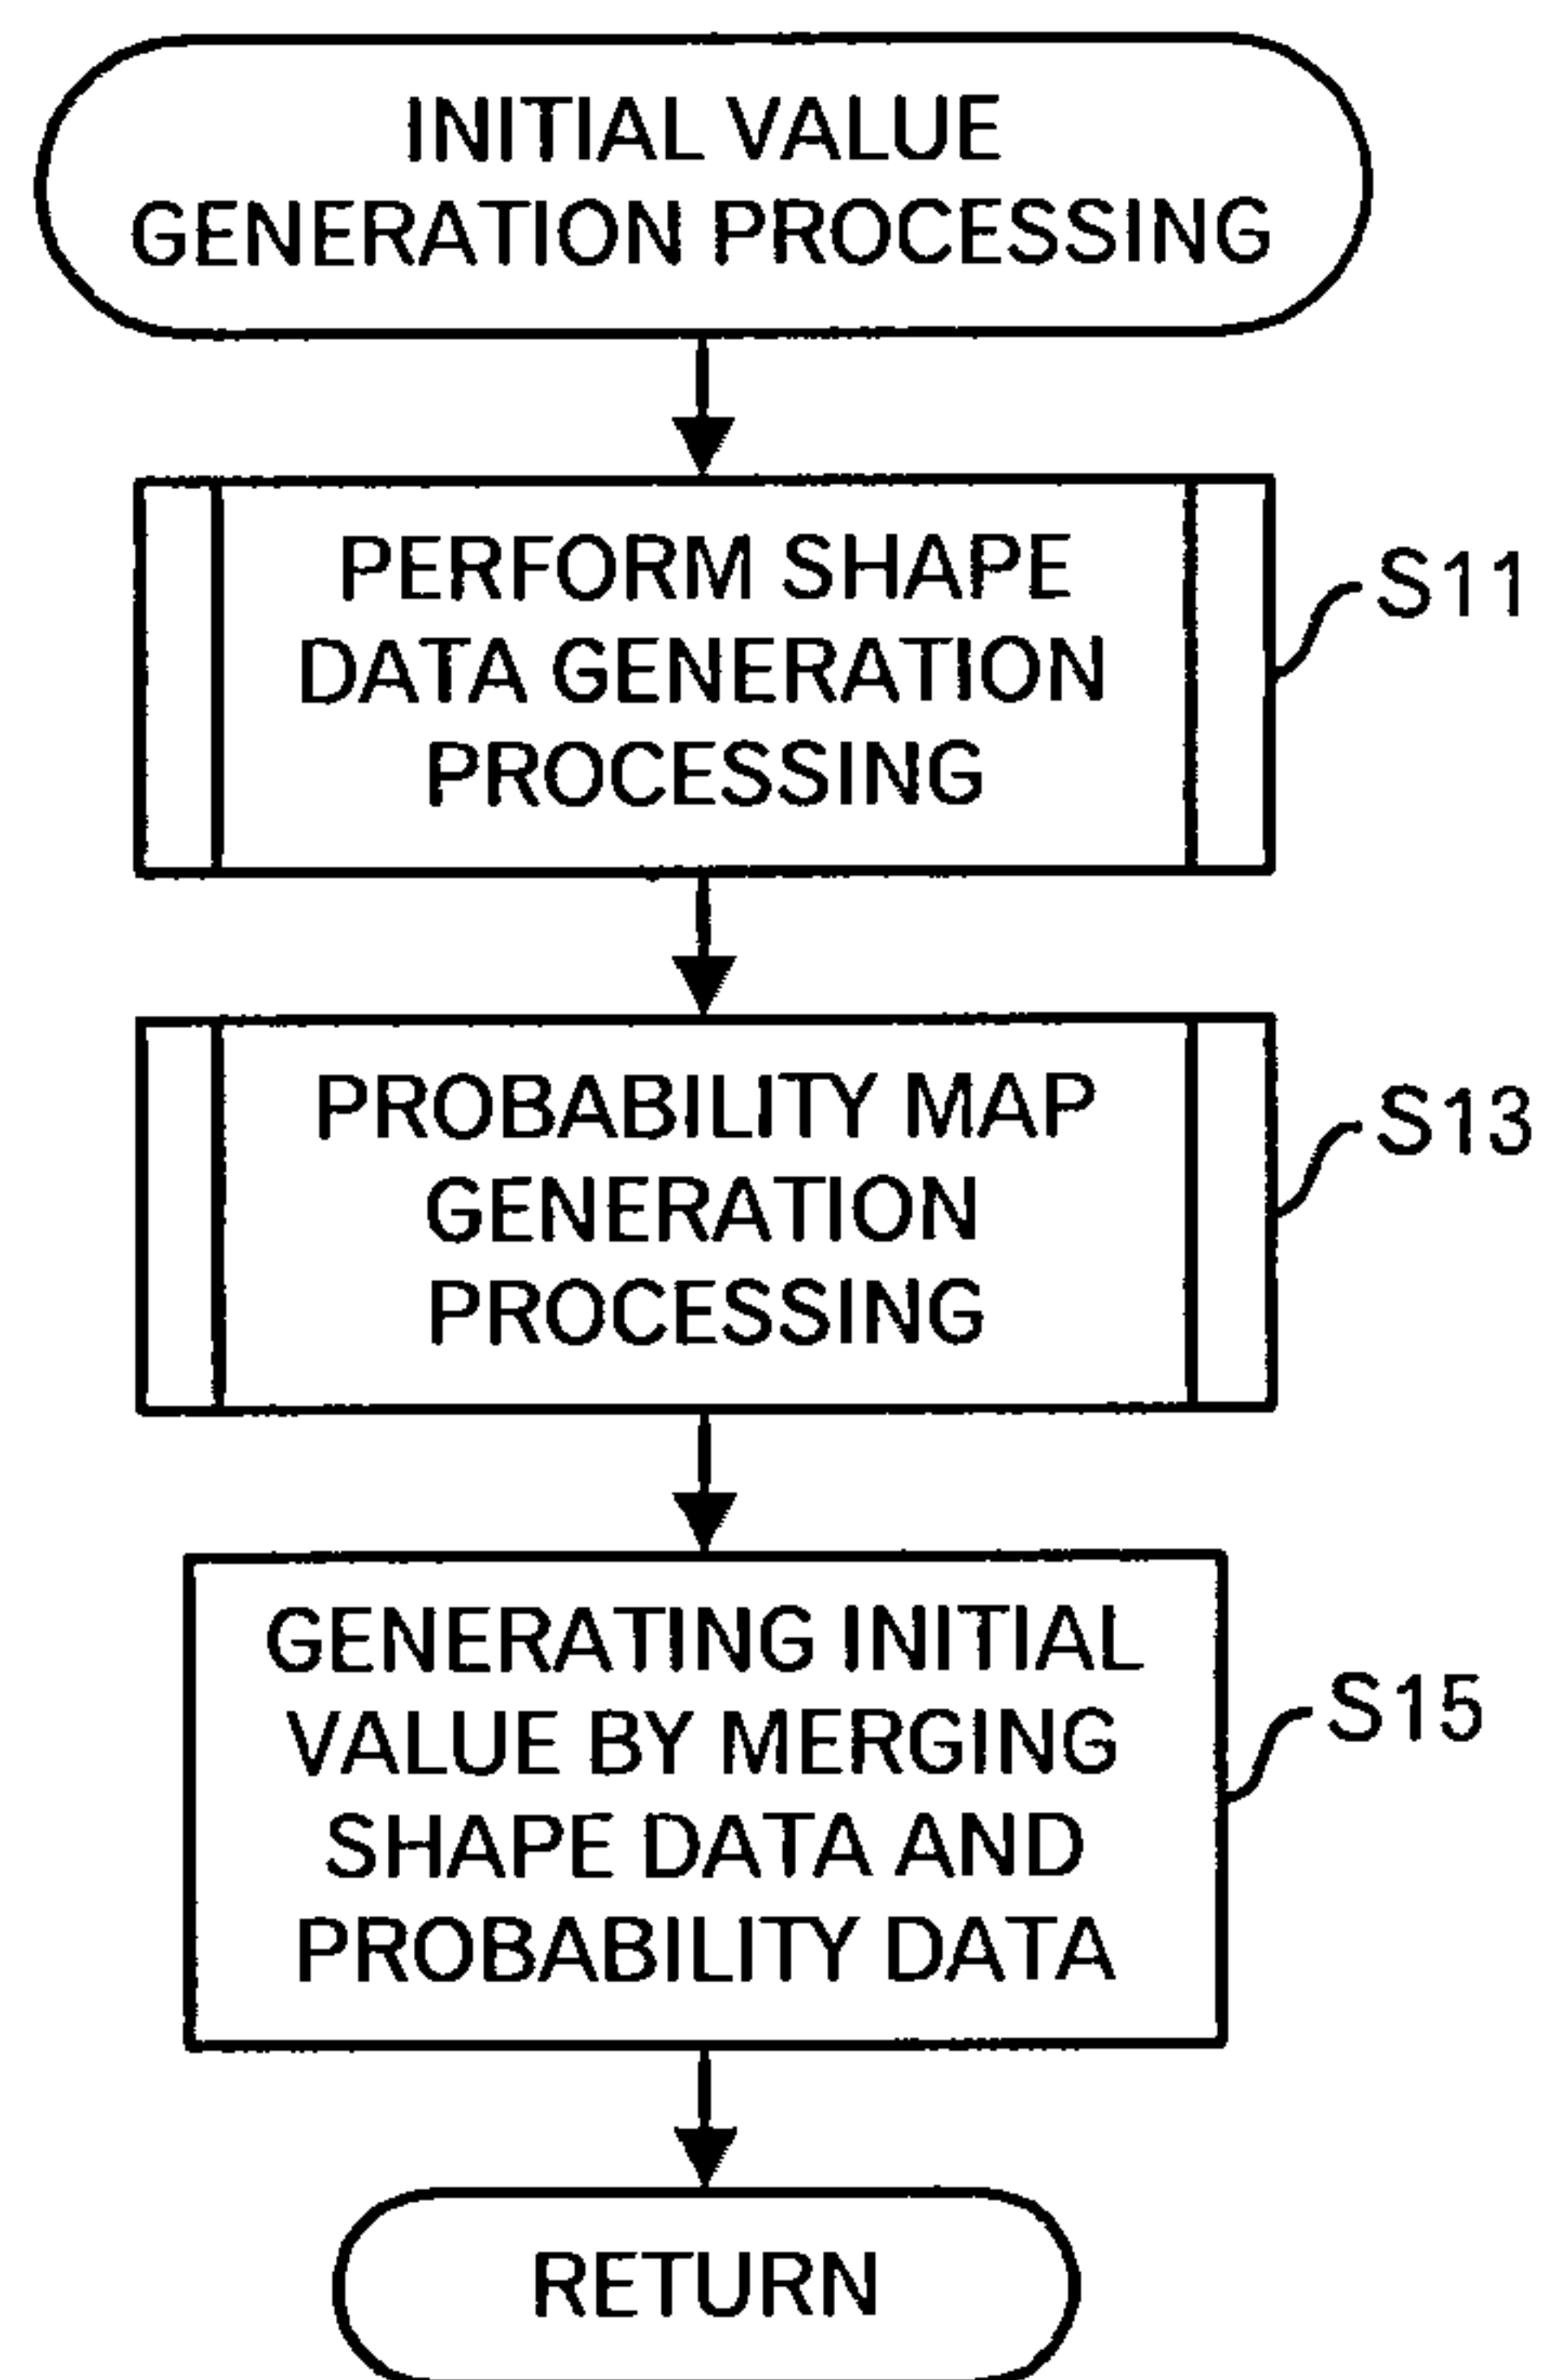 INITIAL VALUE
GENERATION PROCESSING
PERFORM SHAPE
DATA GENERATION
PROCESSING
S11
PROBABILITY MAP
GENERATION
PROCESSING
S13
GENERATING INITIAL
VALUE BY MERGING
SHAPE DATA AND
PROBABILITY DATA
S15
RETURN